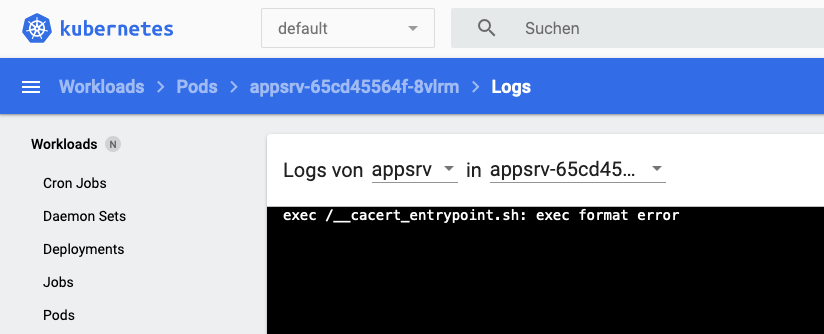 kubernetes
default
Suchen
Workloads > Pods > appsrv-65cd45564f-8vlrm > Logs
Workloads N
Cron Jobs
Daemon Sets
Deployments
Jobs
Pods
Logs von appsrv in appsrv-65cd45...
exec /__cacert_entrypoint.sh: exec format error